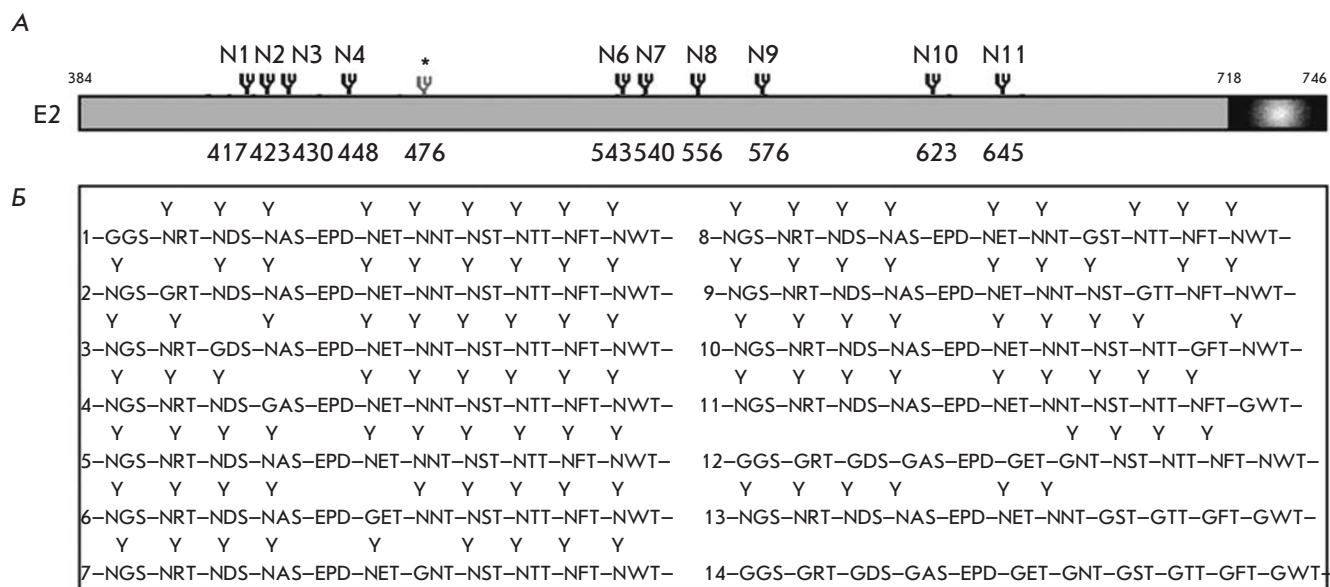 А
N1 N2 N3 N4 * N6 N7 N8 N9 N10 N11
384 718 746
E2
417 423 430 448 476 543 540 556 576 623 645
Б
Y Y Y Y Y Y Y Y Y
1–GGS–NRT–NDS–NAS–EPD–NET–NNT–NST–NTT–NFT–NWT–
Y Y Y Y Y Y Y Y Y
2–NGS–GRT–NDS–NAS–EPD–NET–NNT–NST–NTT–NFT–NWT–
Y Y Y Y Y Y Y Y Y
3–NGS–NRT–GDS–NAS–EPD–NET–NNT–NST–NTT–NFT–NWT–
Y Y Y Y Y Y Y Y Y
4–NGS–NRT–NDS–GAS–EPD–NET–NNT–NST–NTT–NFT–NWT–
Y Y Y Y Y Y Y Y Y Y
5–NGS–NRT–NDS–NAS–EPD–NET–NNT–NST–NTT–NFT–NWT–
Y Y Y Y Y Y Y Y Y
6–NGS–NRT–NDS–NAS–EPD–GET–NNT–NST–NTT–NFT–NWT–
Y Y Y Y Y Y Y Y Y
7–NGS–NRT–NDS–NAS–EPD–NET–GNT–NST–NTT–NFT–NWT–
Y Y Y Y Y Y Y Y Y
8–NGS–NRT–NDS–NAS–EPD–NET–NNT–GST–NTT–NFT–NWT–
Y Y Y Y Y Y Y Y Y
9–NGS–NRT–NDS–NAS–EPD–NET–NNT–NST–GTT–NFT–NWT–
Y Y Y Y Y Y Y Y Y
10–NGS–NRT–NDS–NAS–EPD–NET–NNT–NST–NTT–GFT–NWT–
Y Y Y Y Y Y Y Y Y
11–NGS–NRT–NDS–NAS–EPD–NET–NNT–NST–NTT–NFT–GWT–
Y Y Y Y
12–GGS–GRT–GDS–GAS–EPD–GET–GNT–NST–NTT–NFT–NWT–
Y Y Y Y Y Y
13–NGS–NRT–NDS–NAS–EPD–NET–NNT–GST–GTT–GFT–GWT–
14–GGS–GRT–GDS–GAS–EPD–GET–GNT–GST–GTT–GFT–GWT–